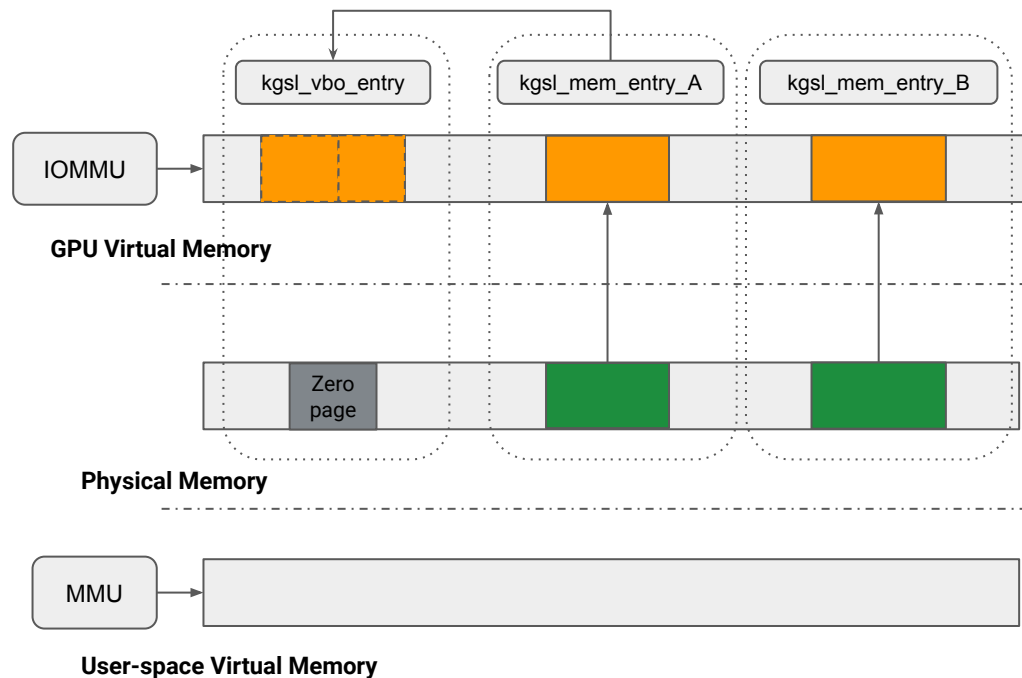 kgsl_vbo_entry
kgsl_mem_entry_A
kgsl_mem_entry_B
IOMMU
GPU Virtual Memory
Zero
page
Physical Memory
MMU
User-space Virtual Memory